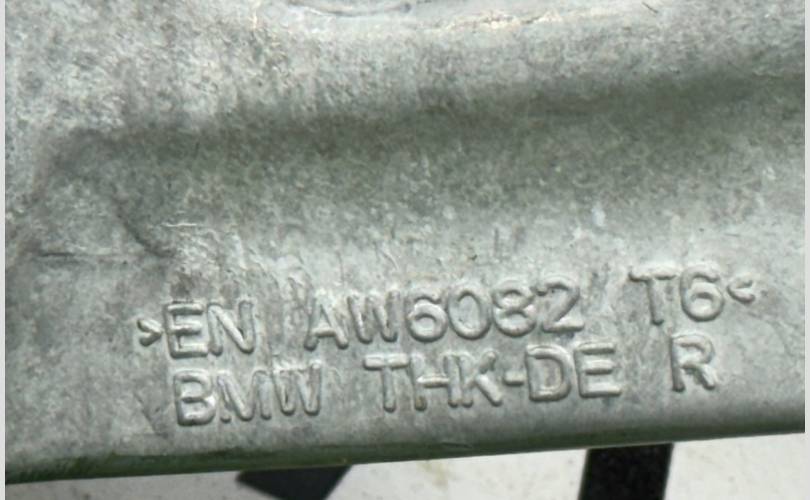 >EN AW6082 T6<
BMW THK-DE R